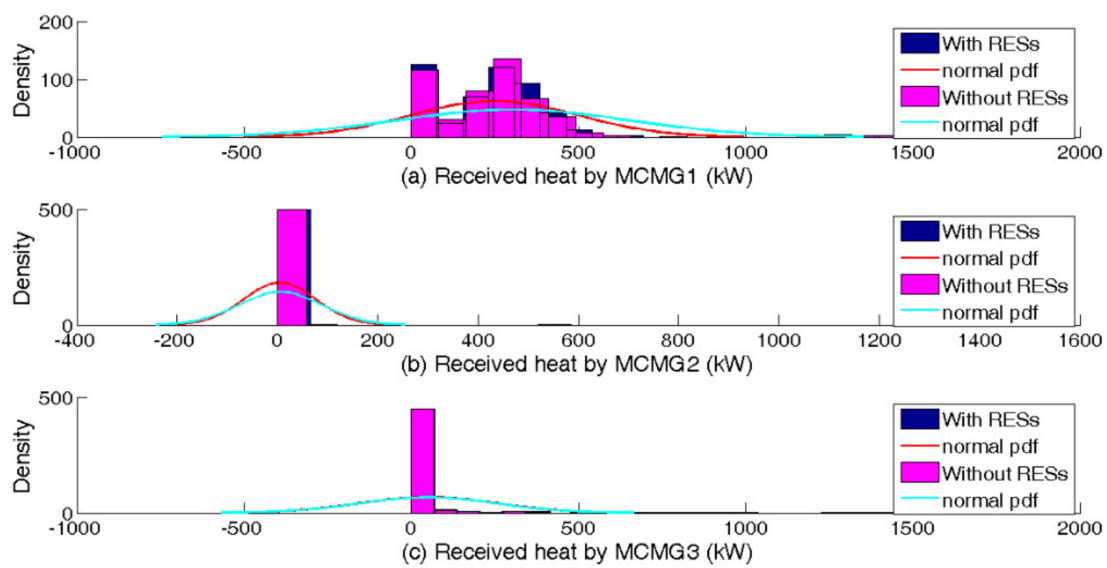 200
100
0
Density
-1000
-500
0
500
1000
1500
2000
(a) Received heat by MCMG1 (kW)
With RESs
normal pdf
Without RESs
normal pdf
500
0
Density
-400
-200
0
200
400
600
800
1000
1200
1400
1600
(b) Received heat by MCMG2 (kW)
With RESs
normal pdf
Without RESs
normal pdf
500
0
Density
-1000
-500
0
500
1000
1500
2000
(c) Received heat by MCMG3 (kW)
With RESs
normal pdf
Without RESs
normal pdf